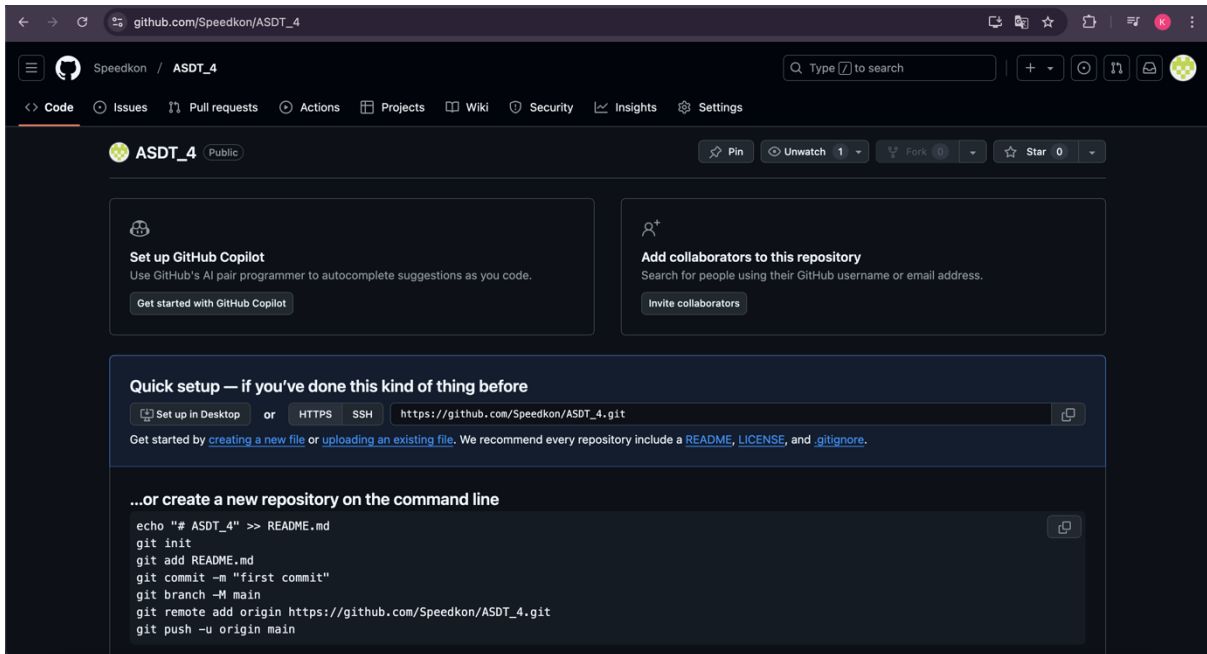 github.com/Speedkon/ASDT_4
K
Speedkon / ASDT_4
Type / to search
Code Issues Pull requests Actions Projects Wiki Security Insights Settings
ASDT_4 Public
Pin Unwatch 1 Fork 0 Star 0
Set up GitHub Copilot
Use GitHub's AI pair programmer to autocomplete suggestions as you code.
Get started with GitHub Copilot
Add collaborators to this repository
Search for people using their GitHub username or email address.
Invite collaborators
Quick setup — if you've done this kind of thing before
Set up in Desktop or HTTPS SSH https://github.com/Speedkon/ASDT_4.git
Get started by creating a new file or uploading an existing file. We recommend every repository include a README, LICENSE, and .gitignore.
...or create a new repository on the command line
echo "# ASDT_4" >> README.md
git init
git add README.md
git commit -m "first commit"
git branch -M main
git remote add origin https://github.com/Speedkon/ASDT_4.git
git push -u origin main